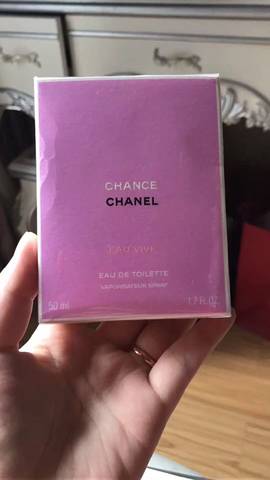 CHANCE
CHANEL
EAU VIVE
EAU DE TOILETTE
VAPORISATEUR SPRAY
50 ml
1.7 FL. OZ.